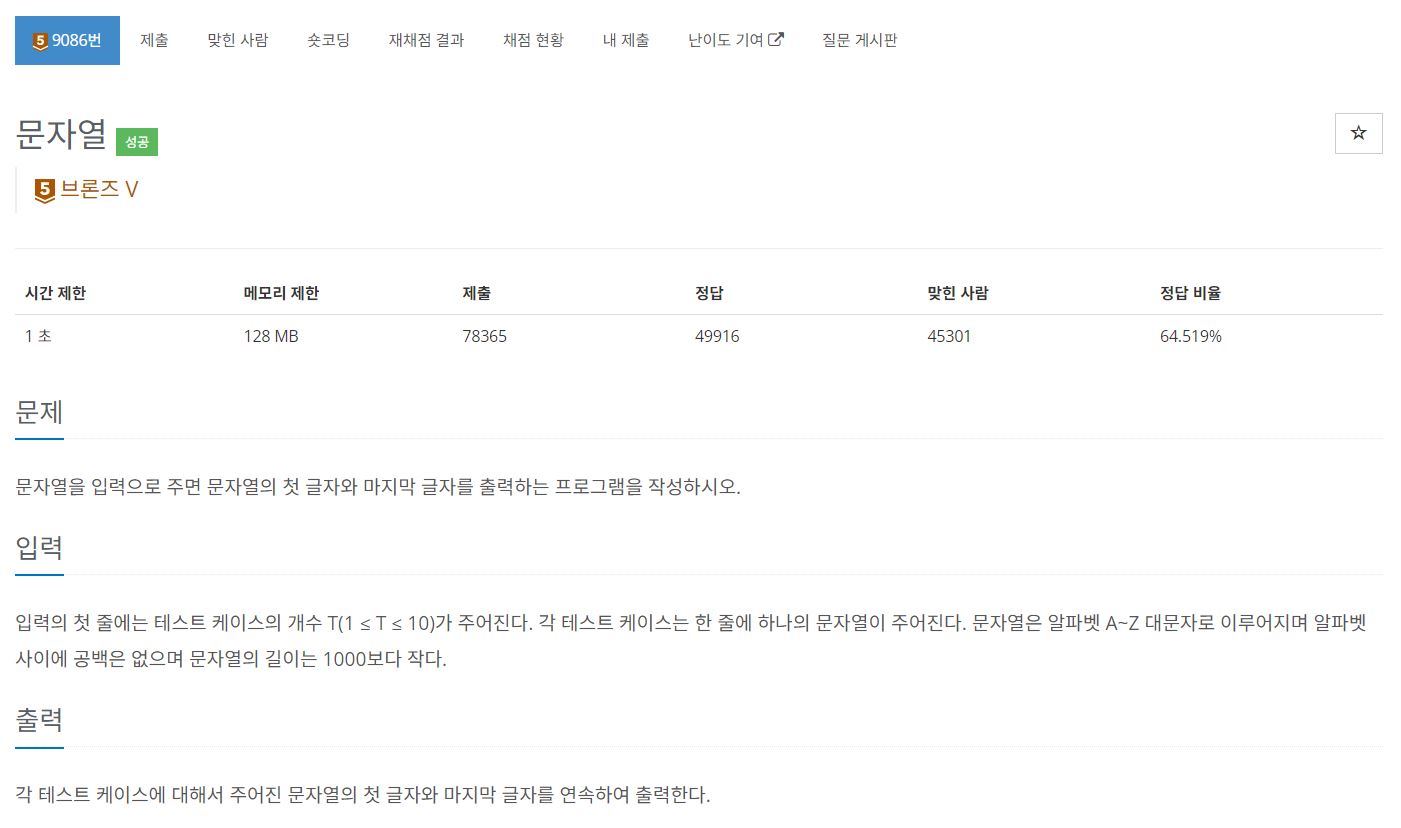 5 9086번 제출 맞힌 사람 숏코딩 재채점 결과 채점 현황 내 제출 난이도 기여 질문 게시판
문자열 성공
5 브론즈 V
시간 제한 메모리 제한 제출 정답 맞힌 사람 정답 비율
1 초 128 MB 78365 49916 45301 64.519%
문제
문자열을 입력으로 주면 문자열의 첫 글자와 마지막 글자를 출력하는 프로그램을 작성하시오.
입력
입력의 첫 줄에는 테스트 케이스의 개수 T(1 ≤ T ≤ 10)가 주어진다. 각 테스트 케이스는 한 줄에 하나의 문자열이 주어진다. 문자열은 알파벳 A~Z 대문자로 이루어지며 알파벳
사이에 공백은 없으며 문자열의 길이는 1000보다 작다.
출력
각 테스트 케이스에 대해서 주어진 문자열의 첫 글자와 마지막 글자를 연속하여 출력한다.